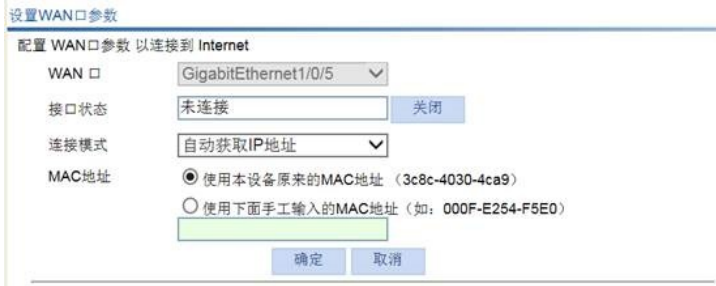 设置WAN口参数
配置 WAN口参数 以连接到 Internet
WAN 口 GigabitEthernet1/0/5
接口状态 未连接 关闭
连接模式 自动获取IP地址
MAC地址 使用本设备原来的MAC地址 （3c8c-4030-4ca9）
使用下面手工输入的MAC地址（如：000F-E254-F5E0）
确定 取消